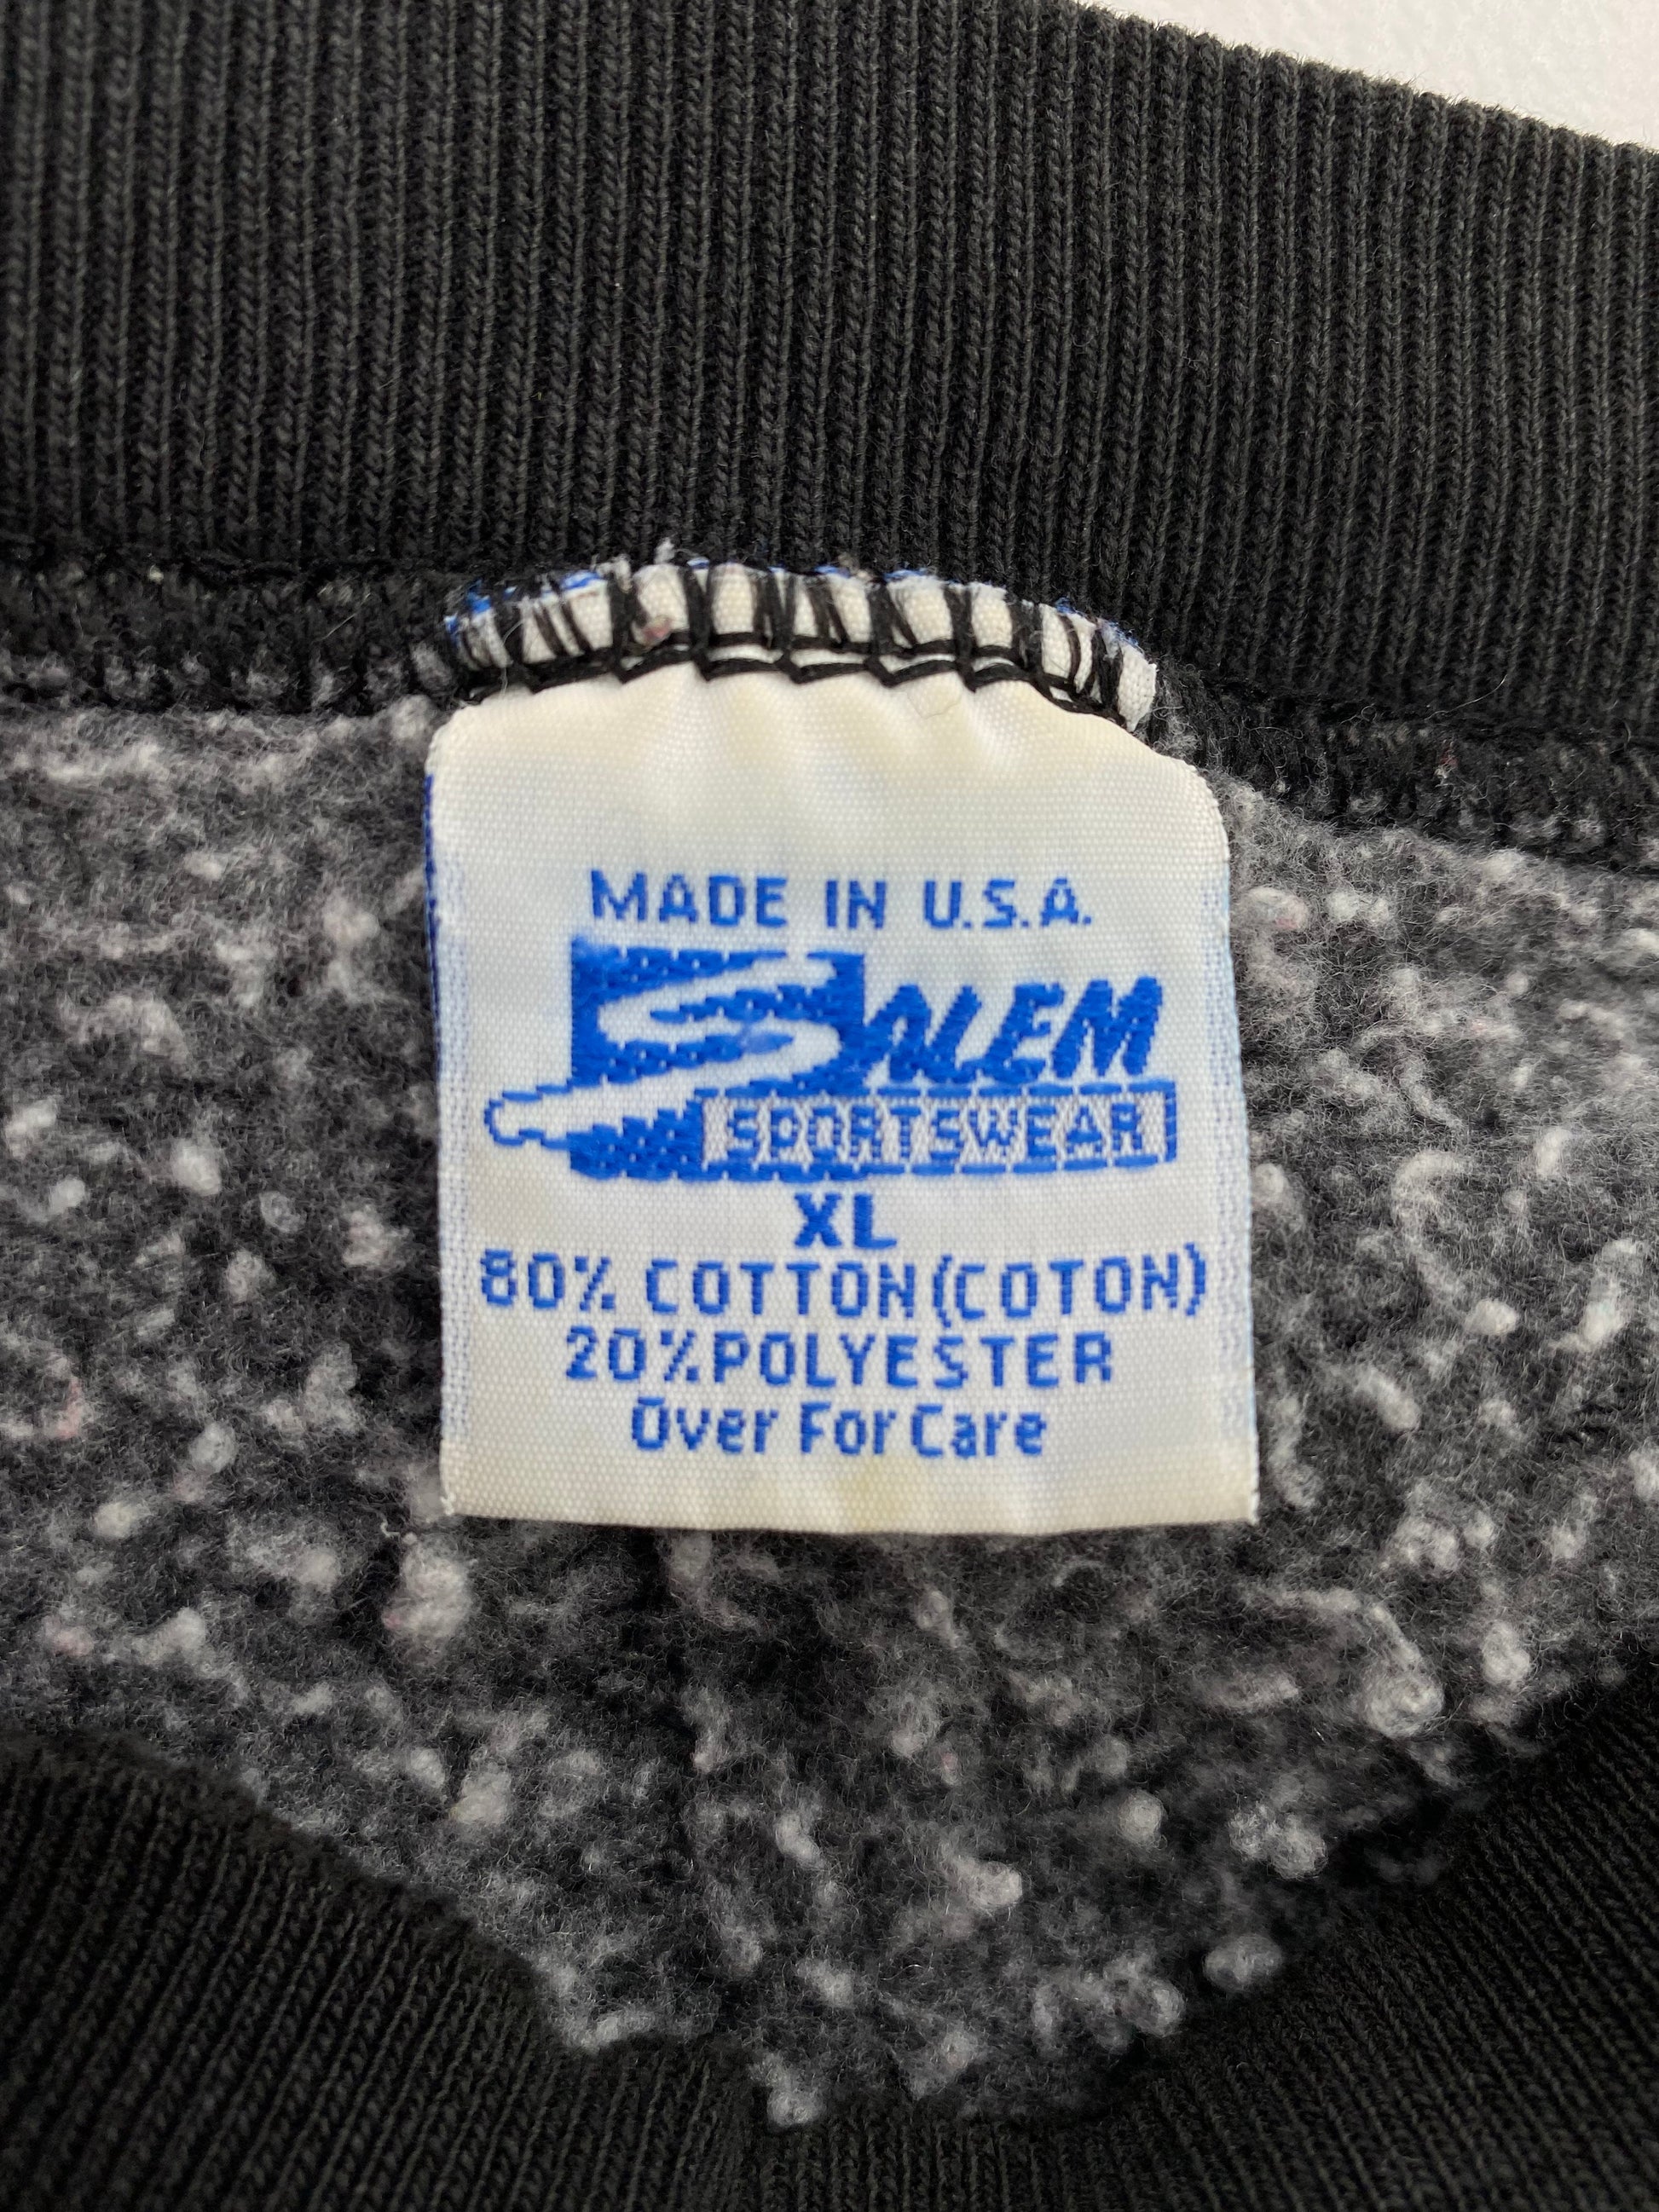 MADE IN U.S.A.
SALEM
SPORTSWEAR
XL
80% COTTON (COTON)
20% POLYESTER
Over For Care